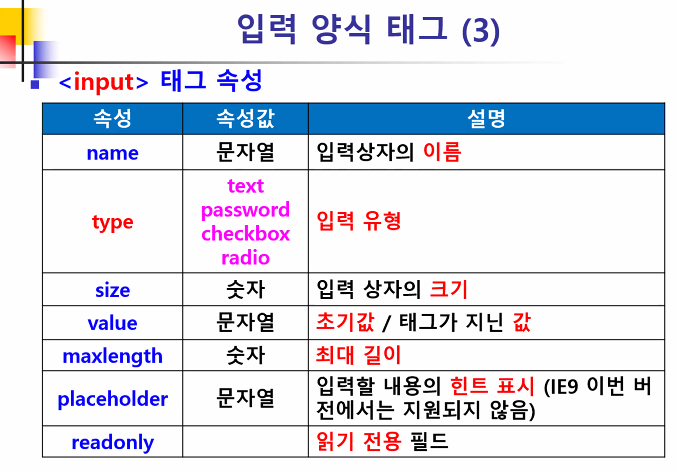 입력 양식 태그 (3)
<input> 태그 속성
속성 속성값 설명
name 문자열 입력상자의 이름
type text password checkbox radio 입력 유형
size 숫자 입력 상자의 크기
value 문자열 초기값 / 태그가 지닌 값
maxlength 숫자 최대 길이
placeholder 문자열 입력할 내용의 힌트 표시 (IE9 이번 버
전에서는 지원되지 않음)
readonly 읽기 전용 필드